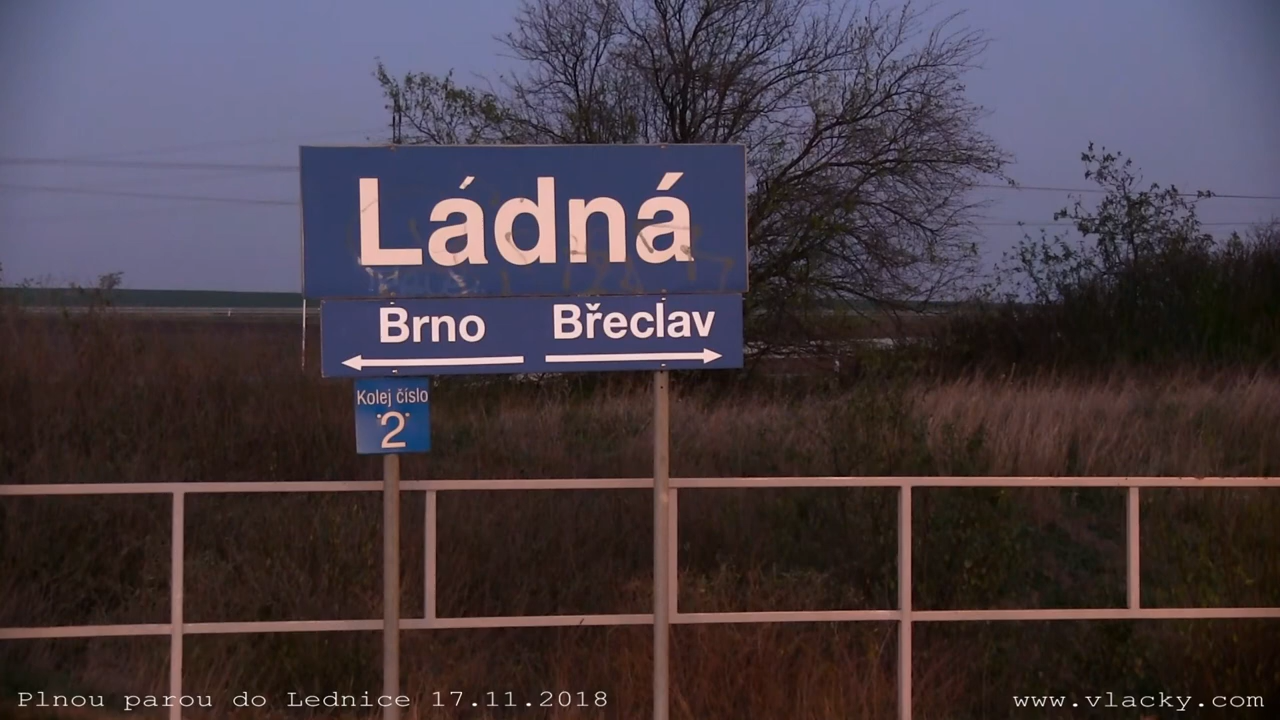 Ládná
Brno
Břeclav
Kolej číslo
2
Plnou parou do Lednice 17.11.2018
www.vlacky.com